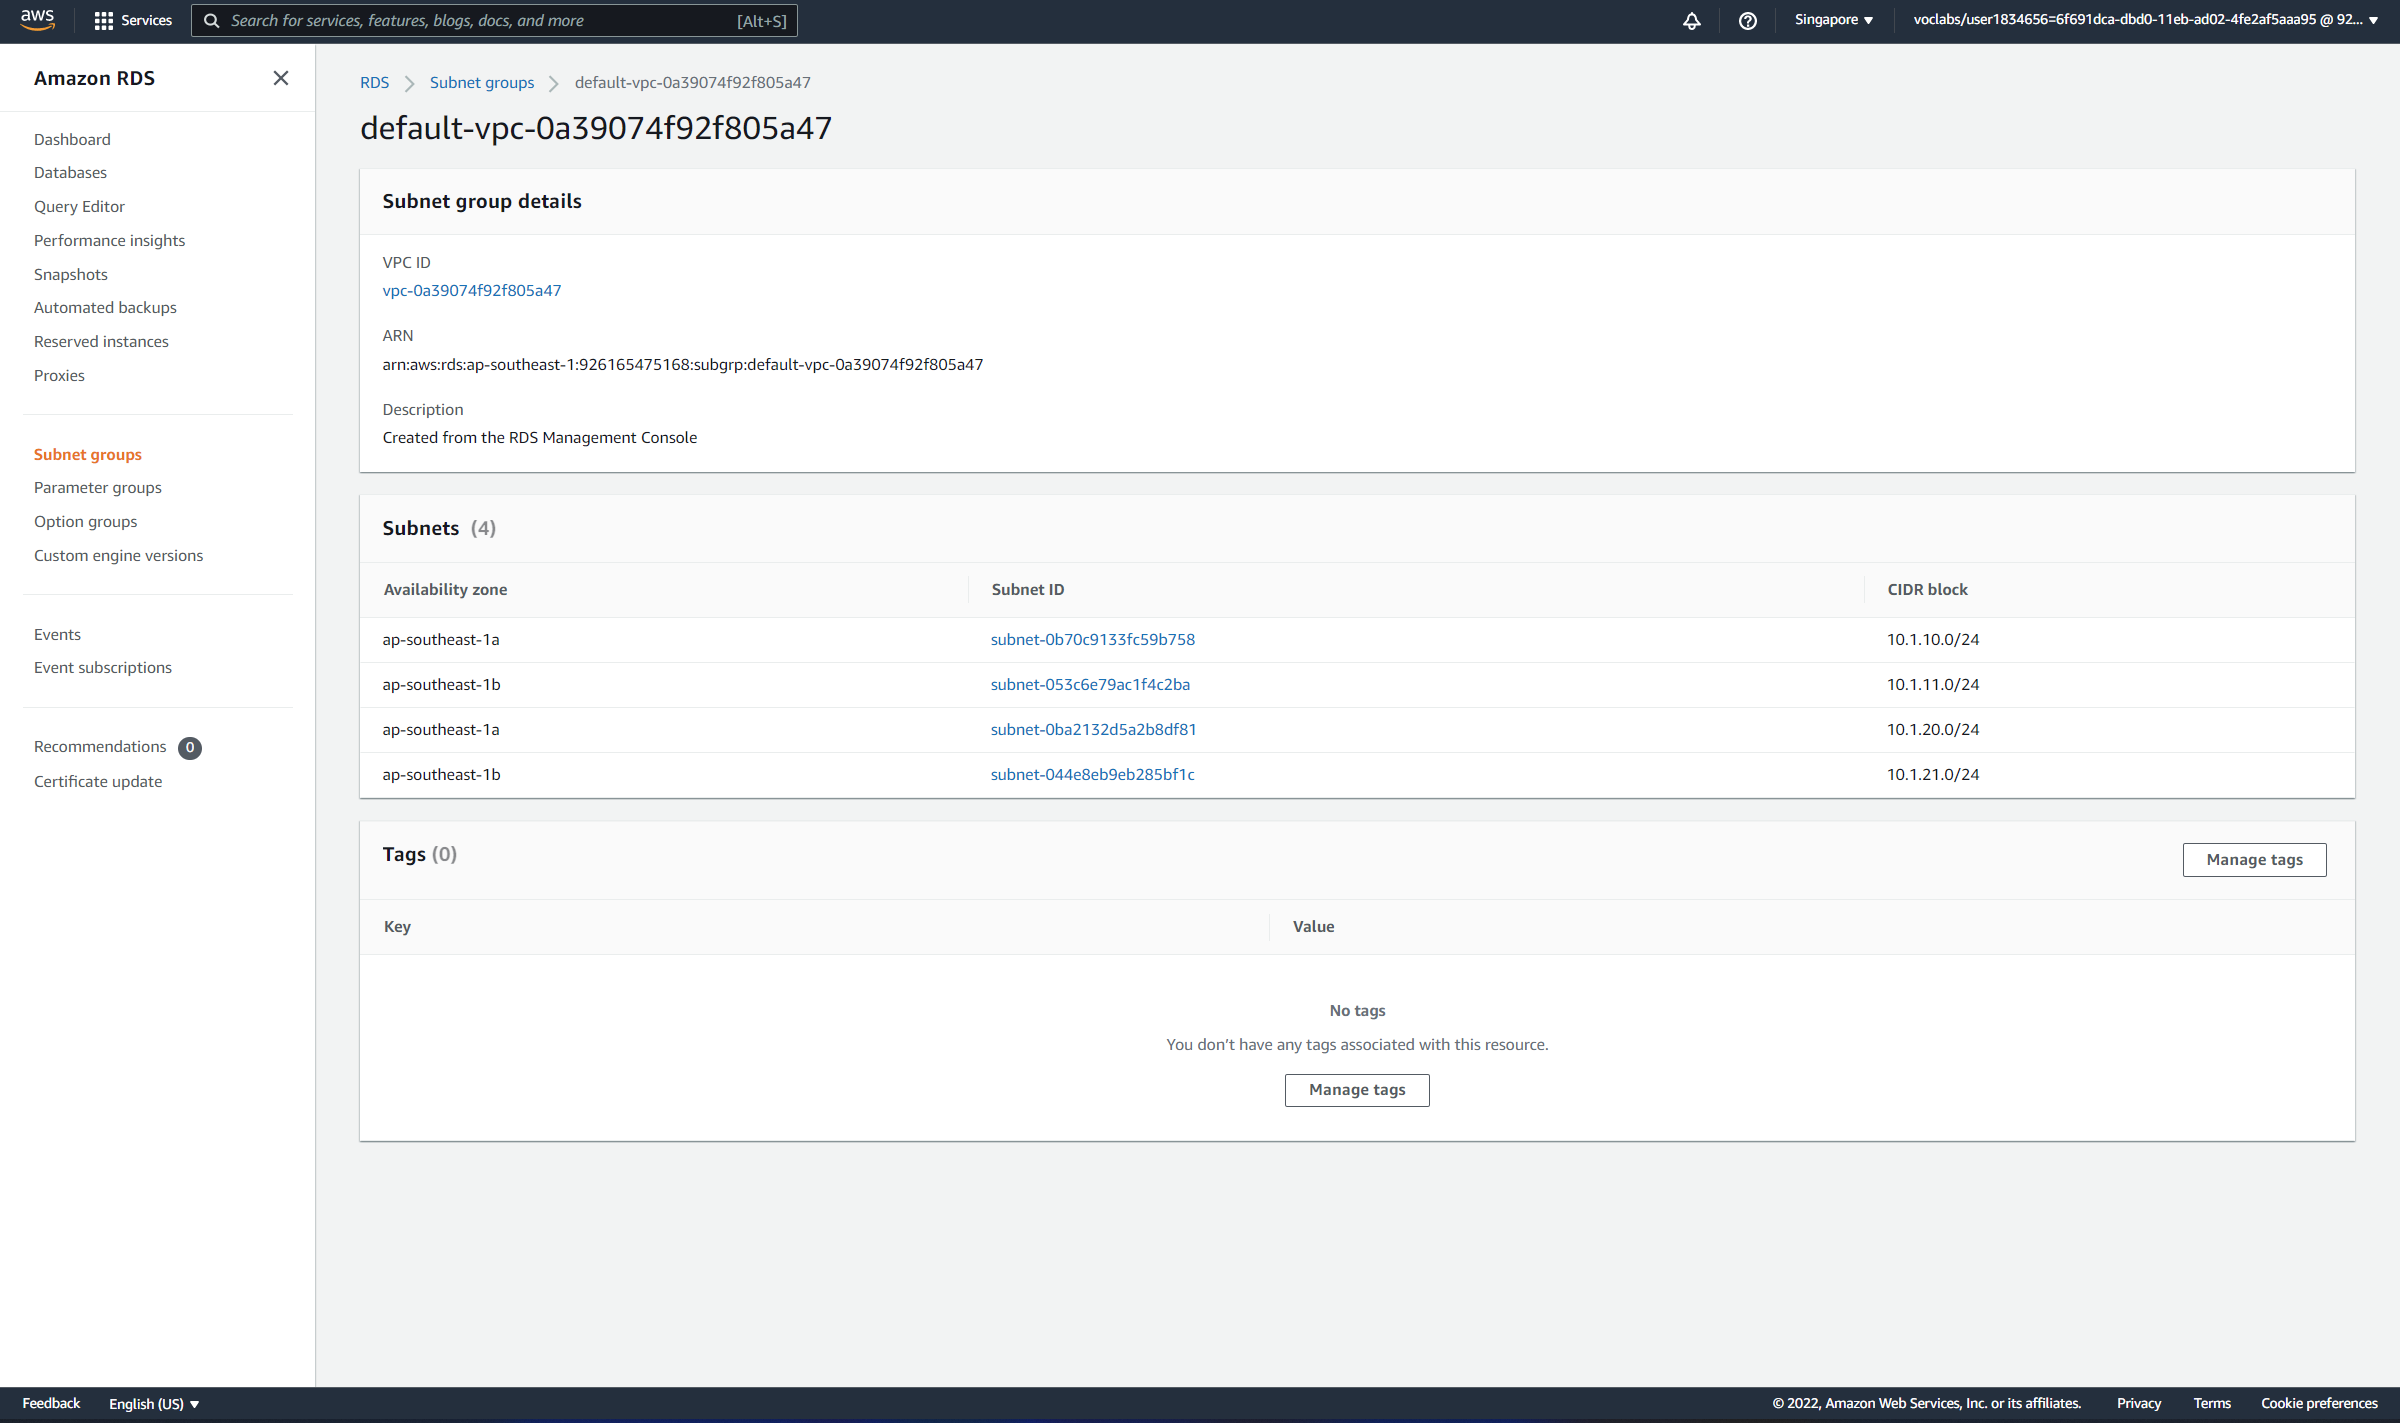 aws
Services
Search for services, features, blogs, docs, and more [Alt+S]
Singapore ▼
voclabs/user1834656=6f691dca-dbd0-11eb-ad02-4fe2af5aaa95 @ 92... ▼
Amazon RDS
Dashboard
Databases
Query Editor
Performance insights
Snapshots
Automated backups
Reserved instances
Proxies
Subnet groups
Parameter groups
Option groups
Custom engine versions
Events
Event subscriptions
Recommendations 0
Certificate update
RDS > Subnet groups > default-vpc-0a39074f92f805a47
default-vpc-0a39074f92f805a47
Subnet group details
VPC ID
vpc-0a39074f92f805a47
ARN
arn:aws:rds:ap-southeast-1:926165475168:subgrp:default-vpc-0a39074f92f805a47
Description
Created from the RDS Management Console
Subnets (4)
Availability zone Subnet ID CIDR block
ap-southeast-1a subnet-0b70c9133fc59b758 10.1.10.0/24
ap-southeast-1b subnet-053c6e79ac1f4c2ba 10.1.11.0/24
ap-southeast-1a subnet-0ba2132d5a2b8df81 10.1.20.0/24
ap-southeast-1b subnet-044e8eb9eb285bf1c 10.1.21.0/24
Tags (0)
Manage tags
Key Value
No tags
You don't have any tags associated with this resource.
Manage tags
Feedback English (US) ▼
© 2022, Amazon Web Services, Inc. or its affiliates. Privacy Terms Cookie preferences